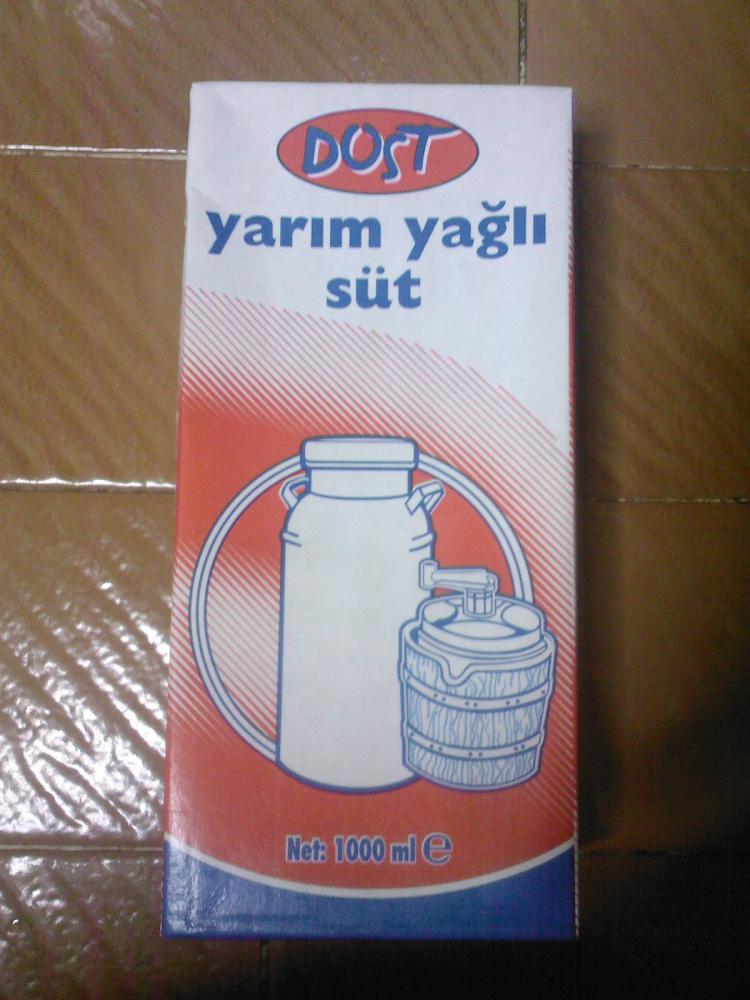 DOST
yarım yağlı
süt
Net: 1000 ml ℮